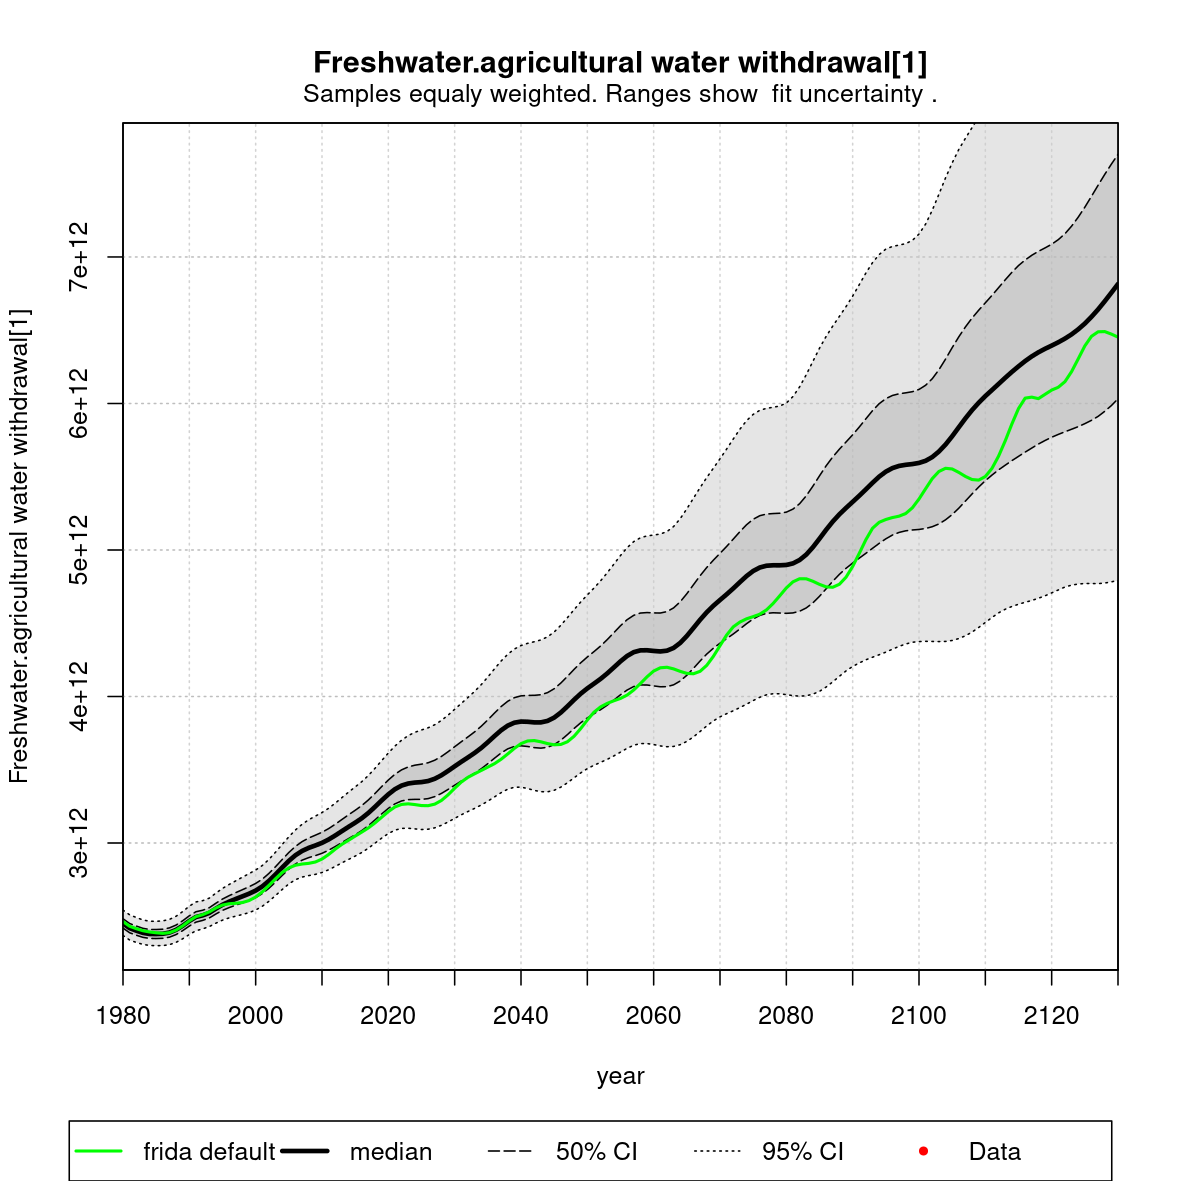 Freshwater.agricultural water withdrawal[1]
Samples equaly weighted. Ranges show  fit uncertainty .
Freshwater.agricultural water withdrawal[1]
7e+12
6e+12
5e+12
4e+12
3e+12
1980 2000 2020 2040 2060 2080 2100 2120
year
frida default median 50% CI 95% CI Data